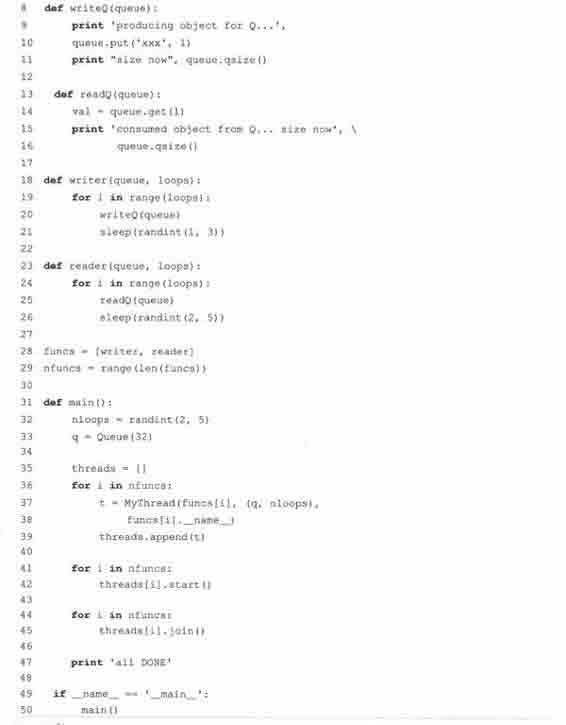 8 def writeQ(queue):
9 print 'producing object for Q...',
10 queue.put('xxx', 1)
11 print "size now", queue.qsize()
12
13 def readQ(queue):
14 val = queue.get(1)
15 print 'consumed object from Q... size now', \
16 queue.qsize()
17
18 def writer(queue, loops):
19 for i in range(loops):
20 writeQ(queue)
21 sleep(randint(1, 3))
22
23 def reader(queue, loops):
24 for i in range(loops):
25 readQ(queue)
26 sleep(randint(2, 5))
27
28 funcs = [writer, reader]
29 nfuncs = range(len(funcs))
30
31 def main():
32 nloops = randint(2, 5)
33 q = Queue(32)
34
35 threads = []
36 for i in nfuncs:
37 t = MyThread(funcs[i], (q, nloops),
38 funcs[i].__name__)
39 threads.append(t)
40
41 for i in nfuncs:
42 threads[i].start()
43
44 for i in nfuncs:
45 threads[i].join()
46
47 print 'all DONE'
48
49 if __name__ == '__main__':
50 main()